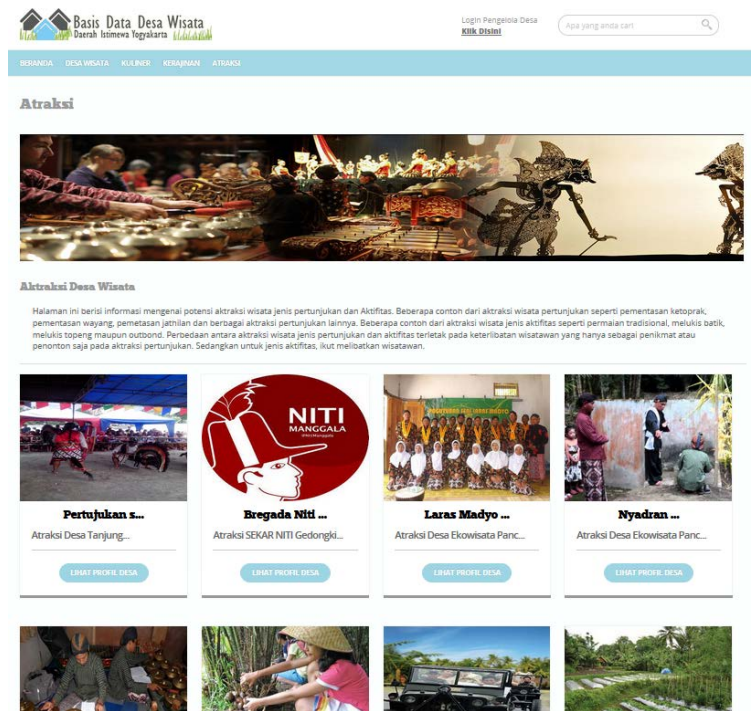 Basis Data Desa Wisata
Daerah Istimewa Yogyakarta
Login Pengelola Desa
Klik Disini
Apa yang anda cari
BERANDA DESA WISATA KULINER KERAJINAN ATRAKSI
Atraksi
Aktraksi Desa Wisata
Halaman ini berisi informasi mengenai potensi aktraksi wisata jenis pertunjukan dan Aktifitas. Beberapa contoh dari aktraksi wisata pertunjukan seperti pementasan ketoprak,
pementasan wayang, pemetasan jathilan dan berbagai aktraksi pertunjukan lainnya. Beberapa contoh dari aktraksi wisata jenis aktifitas seperti permaian tradisional, melukis batik,
melukis topeng maupun outbond. Perbedaan antara aktraksi wisata jenis pertunjukan dan aktifitas terletak pada keterlibatan wisatawan yang hanya sebagai penikmat atau
penonton saja pada aktraksi pertunjukan. Sedangkan untuk jenis aktifitas, ikut melibatkan wisatawan.
NITI
MANGGALA
Pertujukan s... Bregada Niti ... Laras Madyo ... Nyadran ...
Atraksi Desa Tanjung... Atraksi SEKAR NITI Gedongki... Atraksi Desa Ekowisata Panc... Atraksi Desa Ekowisata Panc...
LIHAT PROFIL DESA LIHAT PROFIL DESA LIHAT PROFIL DESA LIHAT PROFIL DESA